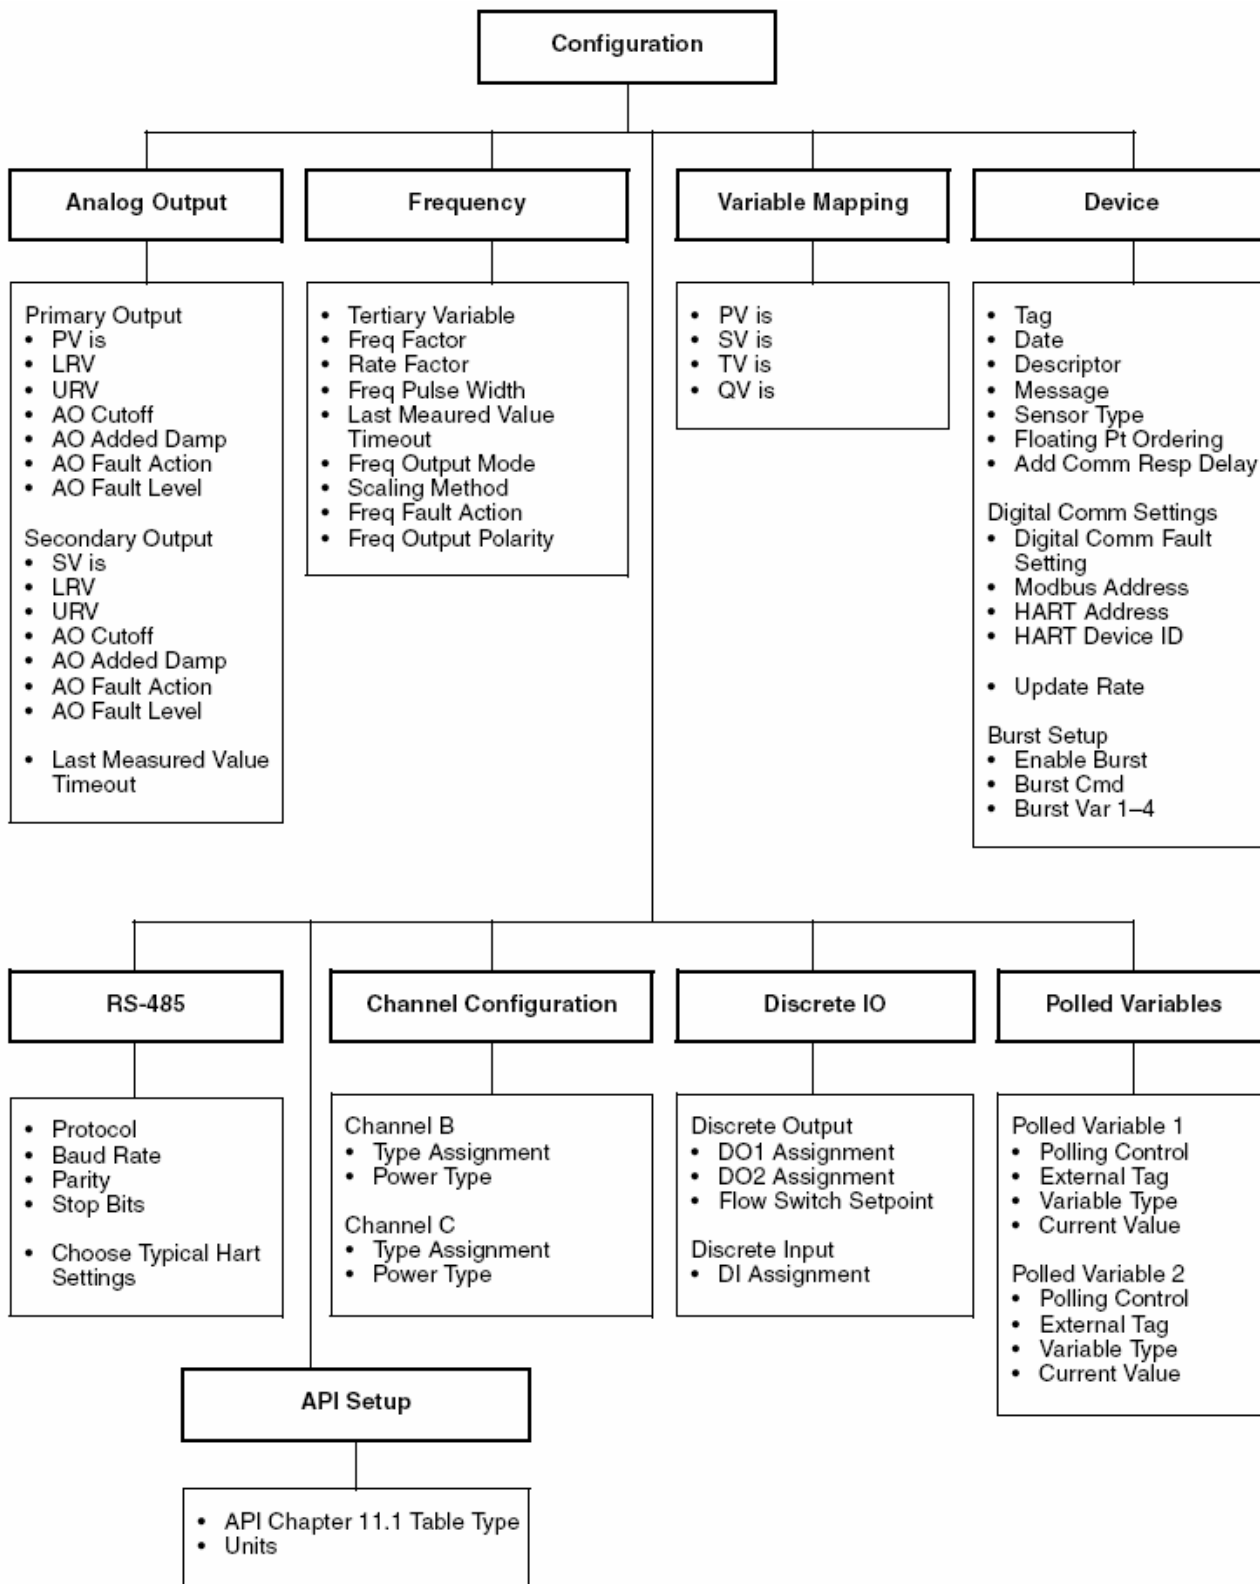 Configuration
Analog Output
Frequency
Variable Mapping
Device
Primary Output
• PV is
• LRV
• URV
• AO Cutoff
• AO Added Damp
• AO Fault Action
• AO Fault Level
Secondary Output
• SV is
• LRV
• URV
• AO Cutoff
• AO Added Damp
• AO Fault Action
• AO Fault Level
• Last Measured Value
Timeout
• Tertiary Variable
• Freq Factor
• Rate Factor
• Freq Pulse Width
• Last Meaured Value
Timeout
• Freq Output Mode
• Scaling Method
• Freq Fault Action
• Freq Output Polarity
• PV is
• SV is
• TV is
• QV is
• Tag
• Date
• Descriptor
• Message
• Sensor Type
• Floating Pt Ordering
• Add Comm Resp Delay
Digital Comm Settings
• Digital Comm Fault
Setting
• Modbus Address
• HART Address
• HART Device ID
• Update Rate
Burst Setup
• Enable Burst
• Burst Cmd
• Burst Var 1–4
RS-485
Channel Configuration
Discrete IO
Polled Variables
• Protocol
• Baud Rate
• Parity
• Stop Bits
• Choose Typical Hart
Settings
Channel B
• Type Assignment
• Power Type
Channel C
• Type Assignment
• Power Type
Discrete Output
• DO1 Assignment
• DO2 Assignment
• Flow Switch Setpoint
Discrete Input
• DI Assignment
Polled Variable 1
• Polling Control
• External Tag
• Variable Type
• Current Value
Polled Variable 2
• Polling Control
• External Tag
• Variable Type
• Current Value
API Setup
• API Chapter 11.1 Table Type
• Units